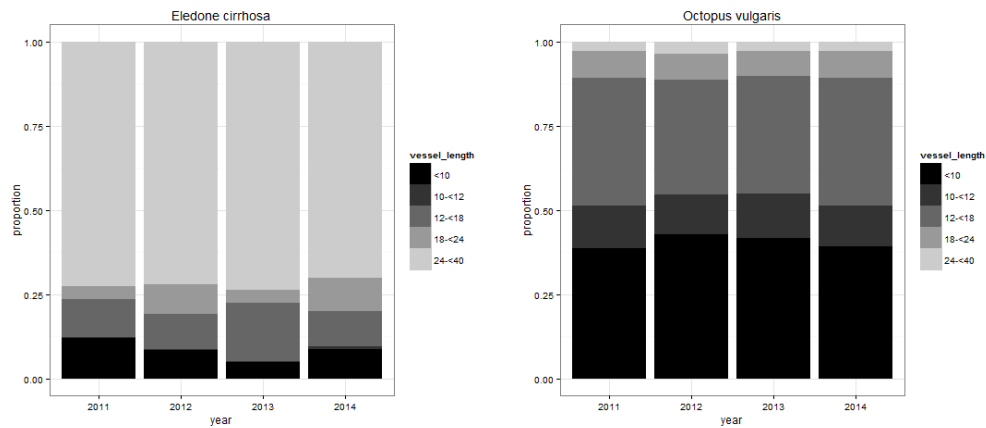 Eledone cirrhosa
1.00
0.75
0.50
0.25
0.00
proportion
2011 2012 2013 2014
year
vessel_length
<10
10-<12
12-<18
18-<24
24-<40
Octopus vulgaris
1.00
0.75
0.50
0.25
0.00
proportion
2011 2012 2013 2014
year
vessel_length
<10
10-<12
12-<18
18-<24
24-<40